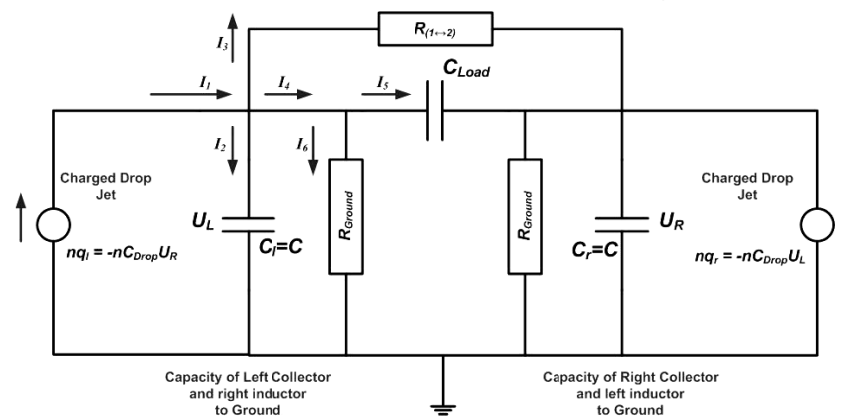 R(1↔2)
I3
CLoad
I1
I4
I5
I2
I6
Charged Drop
Jet
nql = -nCDropUR
UL
Cl=C
RGround
RGround
Cr=C
UR
Charged Drop
Jet
nqr = -nCDropUL
Capacity of Left Collector
and right inductor
to Ground
Capacity of Right Collector
and left inductor
to Ground